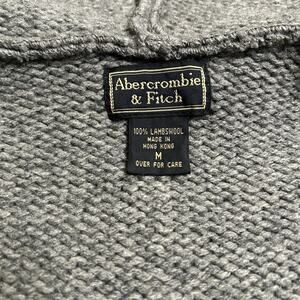 Abercrombie
& Fitch
100% LAMBSWOOL
MADE IN
HONG KONG
M
OVER FOR CARE